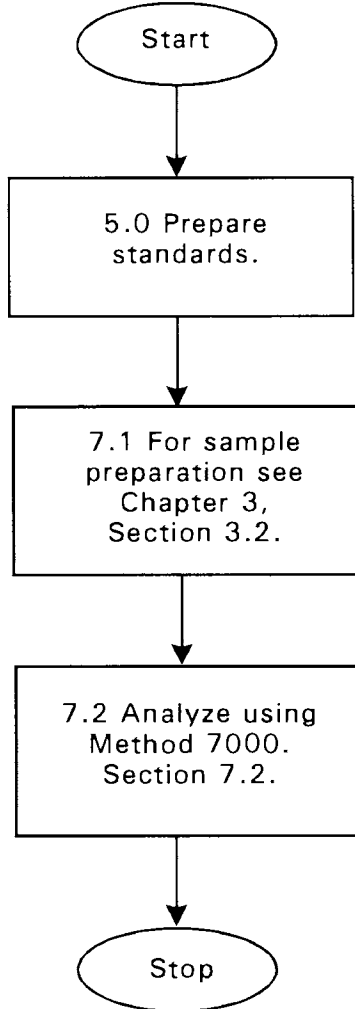 Start
5.0 Prepare
standards.
7.1 For sample
preparation see
Chapter 3,
Section 3.2.
7.2 Analyze using
Method 7000.
Section 7.2.
Stop